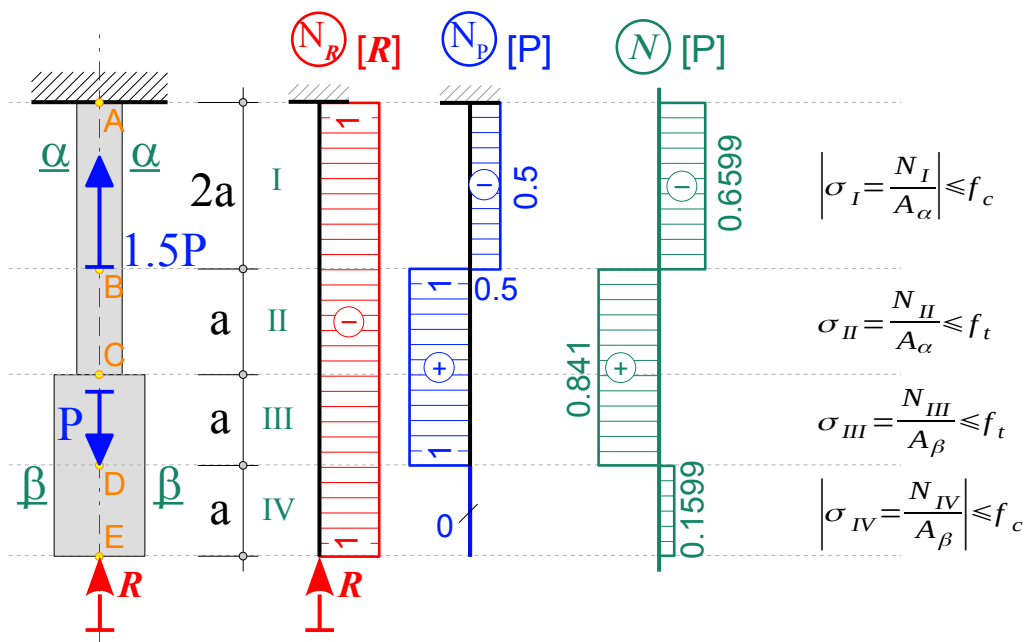 N_R [R]
N_P [P]
N [P]
A
α α
1.5P
B
C
P
D
β β
E
R
2a
a
a
a
I
II
III
IV
1
−
1
R
−
0.5
0.5
1
+
1
0
−
0.6599
+
0.841
0.1599
|σ_I = N_I / A_α| ≤ f_c
σ_II = N_II / A_α ≤ f_t
σ_III = N_III / A_β ≤ f_t
|σ_IV = N_IV / A_β| ≤ f_c